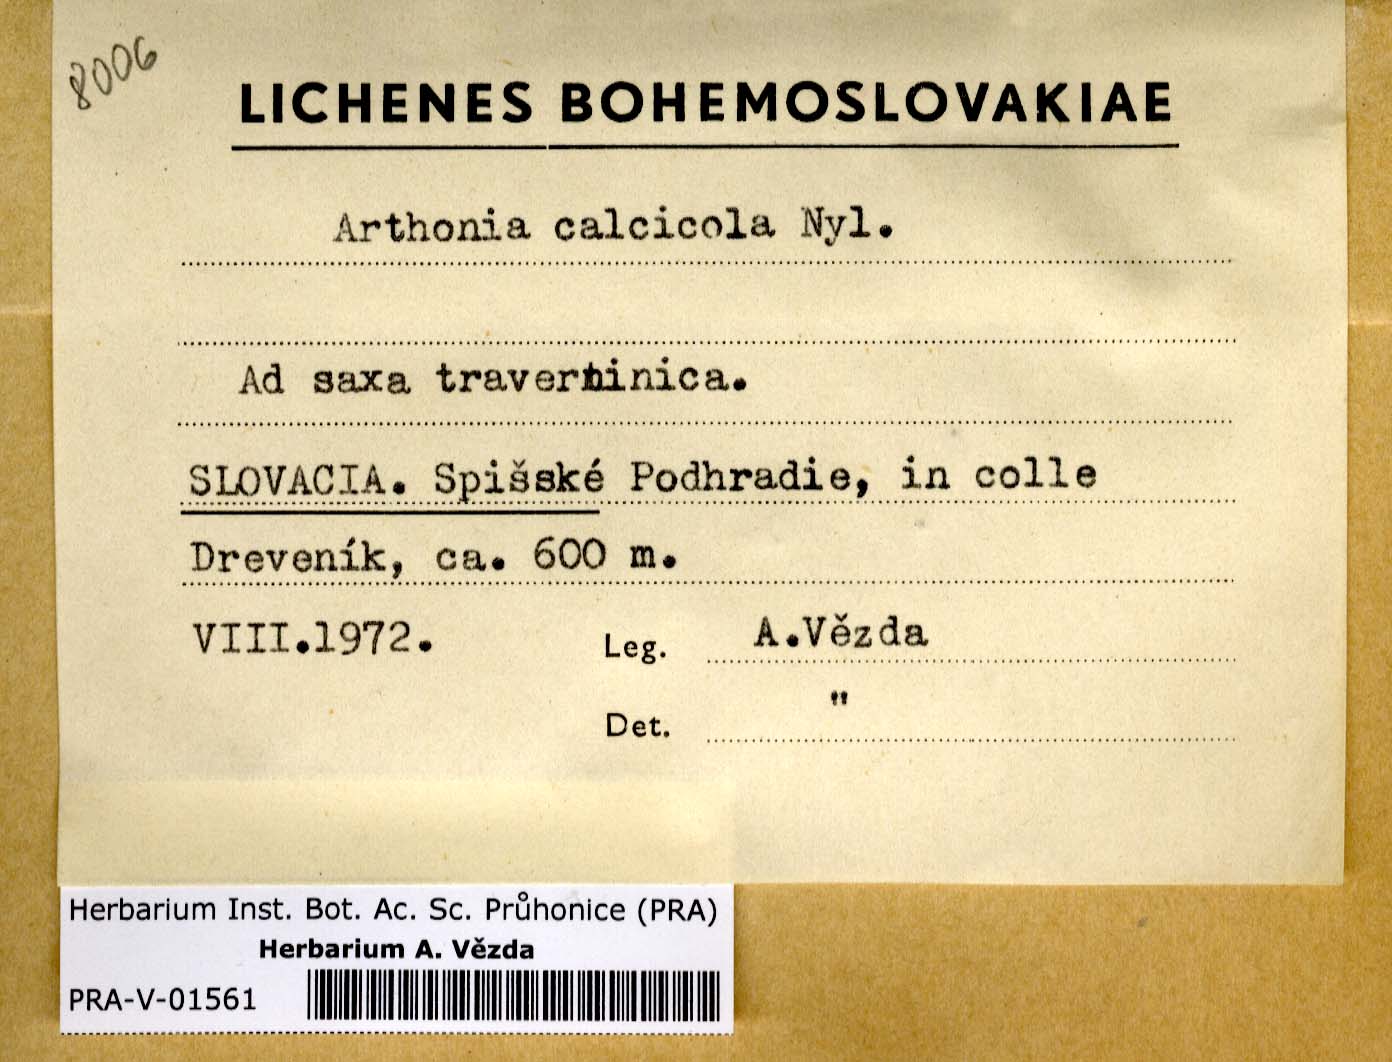 8006
LICHENES BOHEMOSLOVAKIAE
Arthonia calcicola Nyl.
Ad saxa travertinica.
SLOVACIA. Spišské Podhradie, in colle
Dreveník, ca. 600 m.
VIII.1972. Leg. A.Vězda
Det. "
Herbarium Inst. Bot. Ac. Sc. Průhonice (PRA)
Herbarium A. Vězda
PRA-V-01561